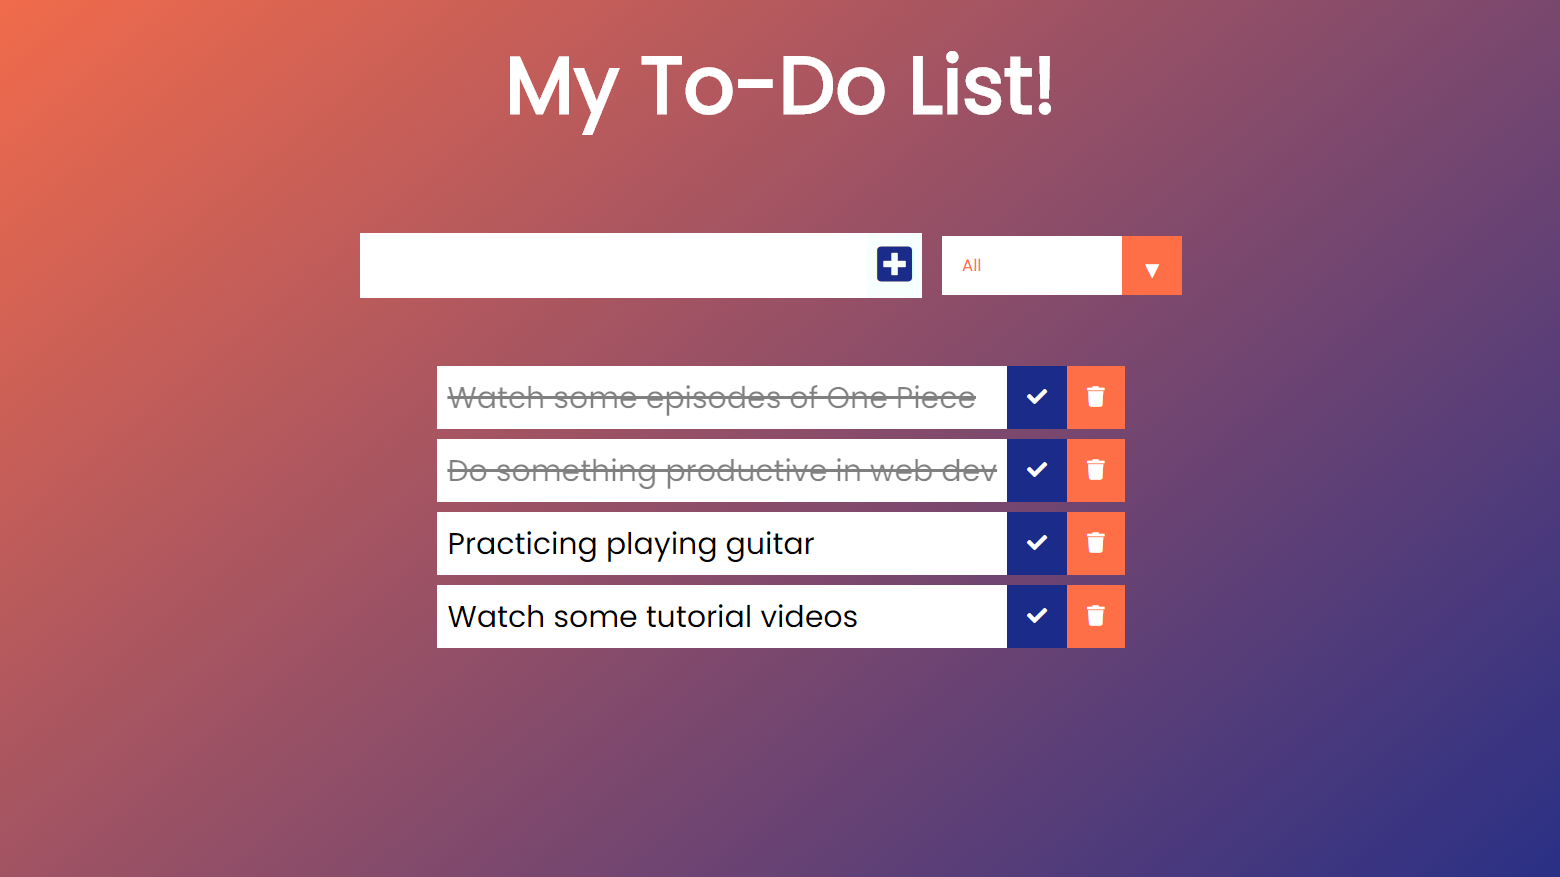 My To-Do List!
All
Watch some episodes of One Piece
Do something productive in web dev
Practicing playing guitar
Watch some tutorial videos